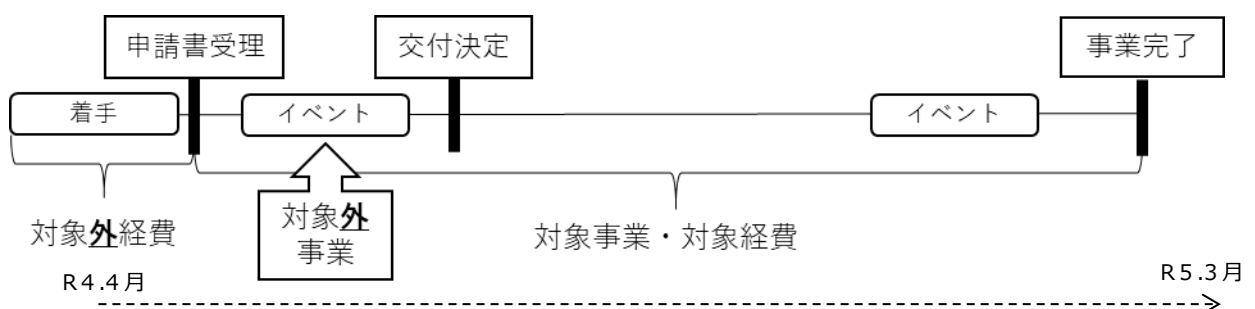 申請書受理
交付決定
事業完了
着手
イベント
イベント
対象外経費
対象外
事業
対象事業・対象経費
R4.4月
R5.3月